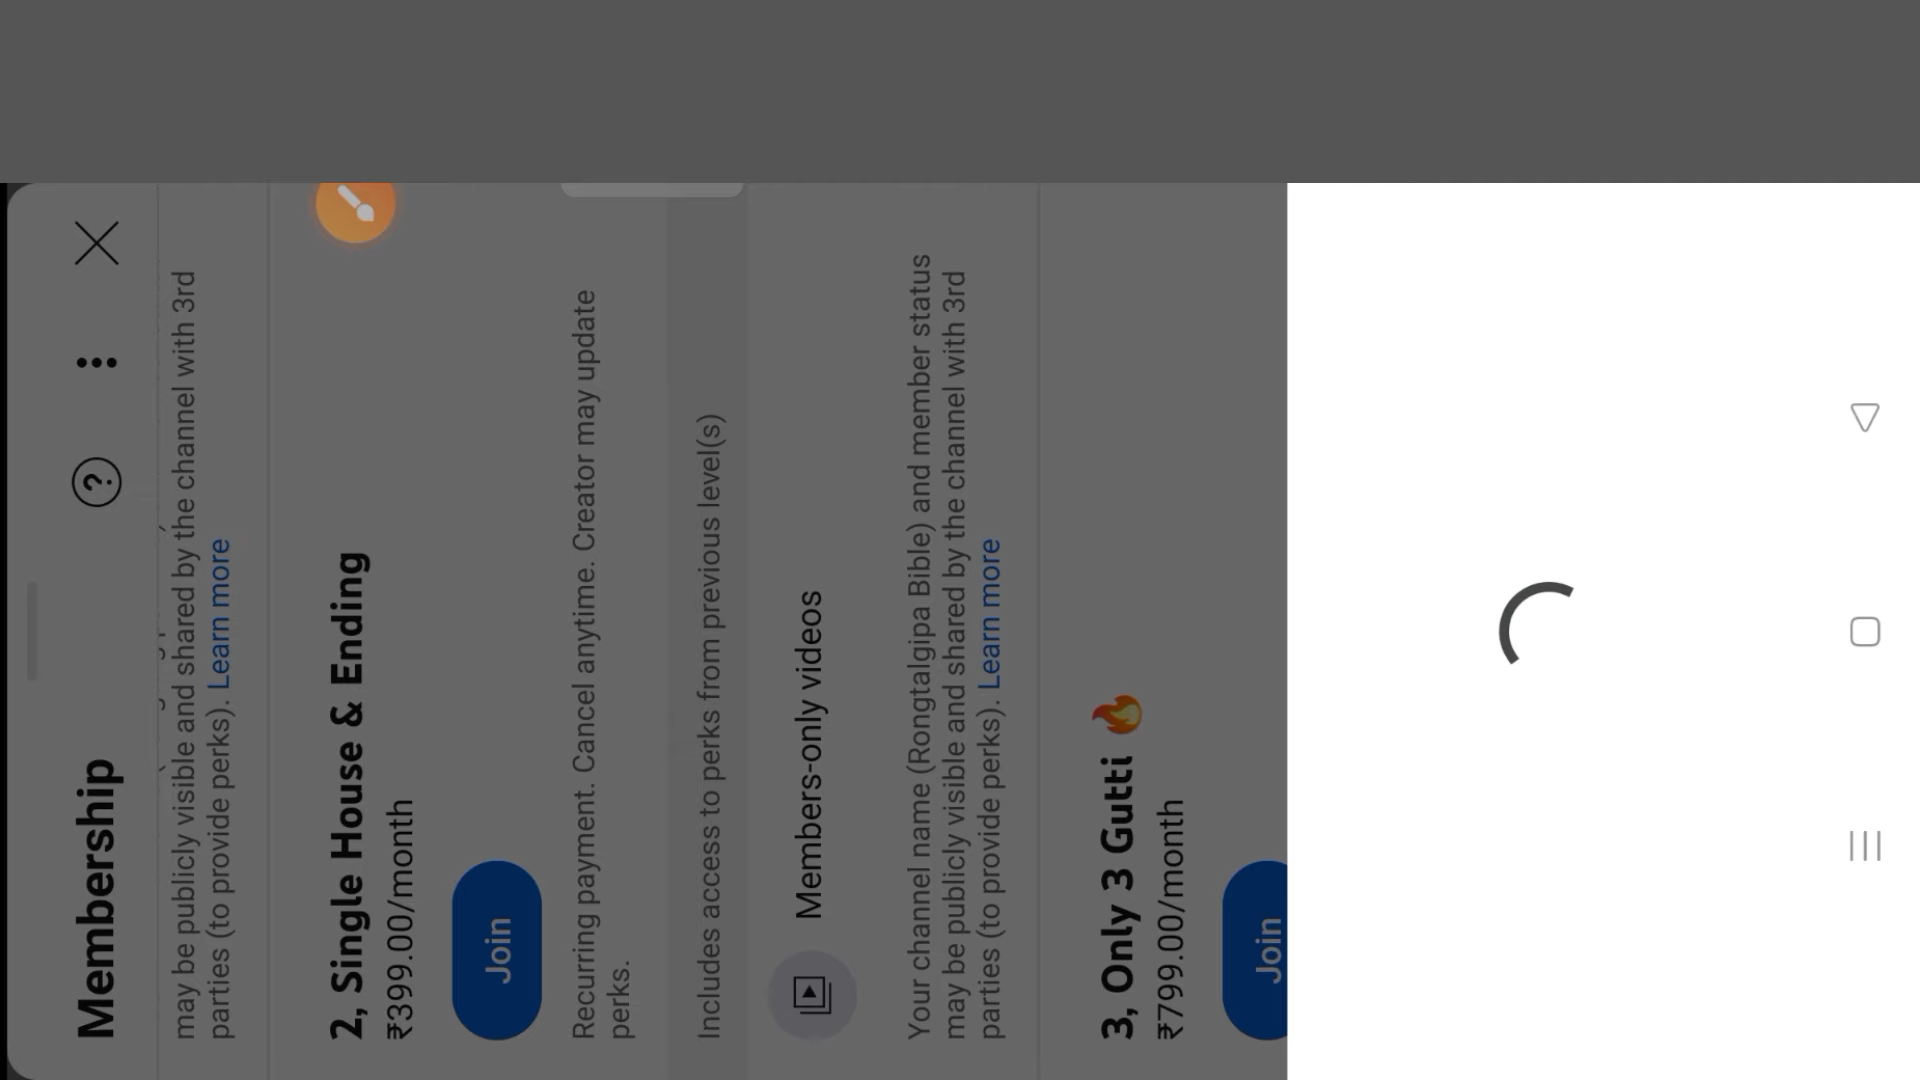 Membership
may be publicly visible and shared by the channel with 3rd
parties (to provide perks). Learn more
2, Single House & Ending
₹399.00/month
Join
Recurring payment. Cancel anytime. Creator may update
perks.
Includes access to perks from previous level(s)
Members-only videos
Your channel name (Rongtalgipa Bible) and member status
may be publicly visible and shared by the channel with 3rd
parties (to provide perks). Learn more
3, Only 3 Gutti 🔥
₹799.00/month
Join